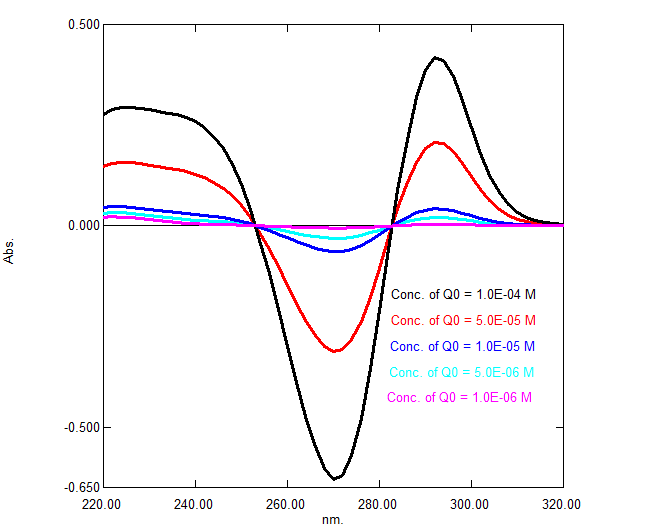 0.500
0.000
Abs.
Conc. of Q0 = 1.0E-04 M
Conc. of Q0 = 5.0E-05 M
Conc. of Q0 = 1.0E-05 M
Conc. of Q0 = 5.0E-06 M
Conc. of Q0 = 1.0E-06 M
-0.500
-0.650
220.00 240.00 260.00 280.00 300.00 320.00
nm.